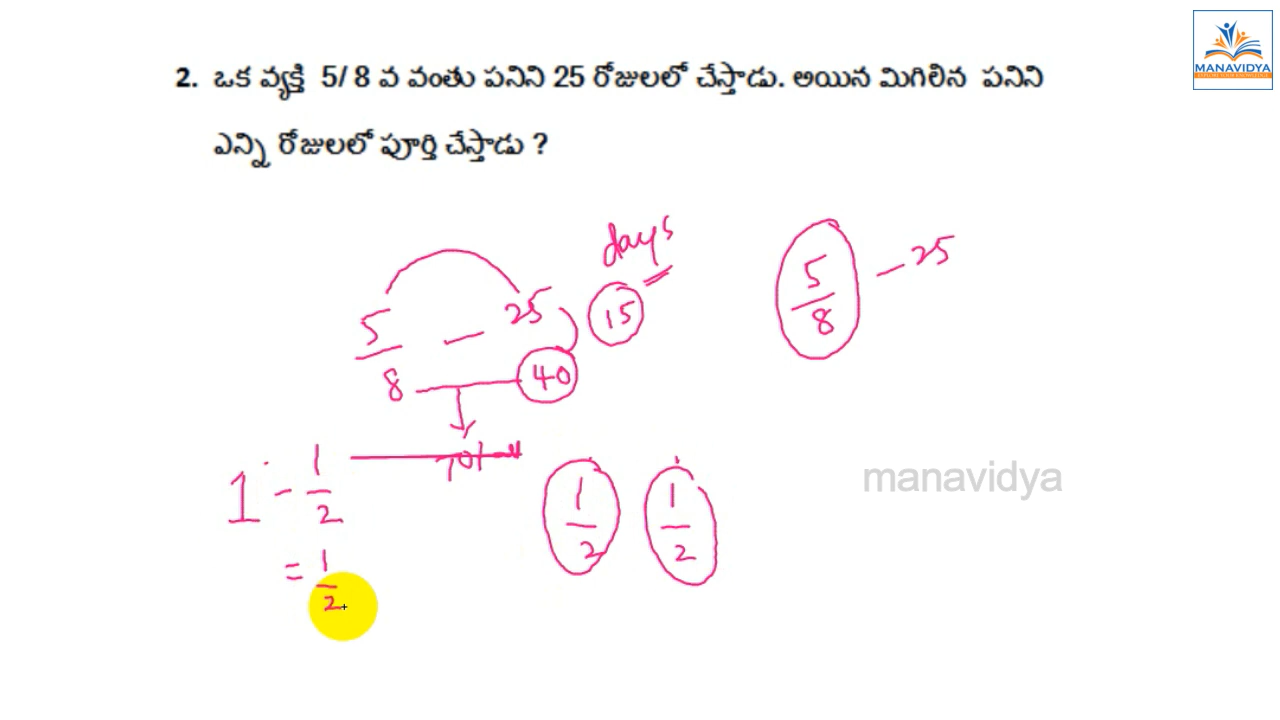 MANAVIDYA
2. ఒక వ్యక్తి 5/ 8 వ వంతు పనిని 25 రోజులలో చేస్తాడు. అయిన మిగిలిన పనిని
ఎన్ని రోజులలో పూర్తి చేస్తాడు ?
days
5/8 — 25
15
5/8 — 25
40
manavidya
1 - 1/2
1/2 1/2
= 1/2